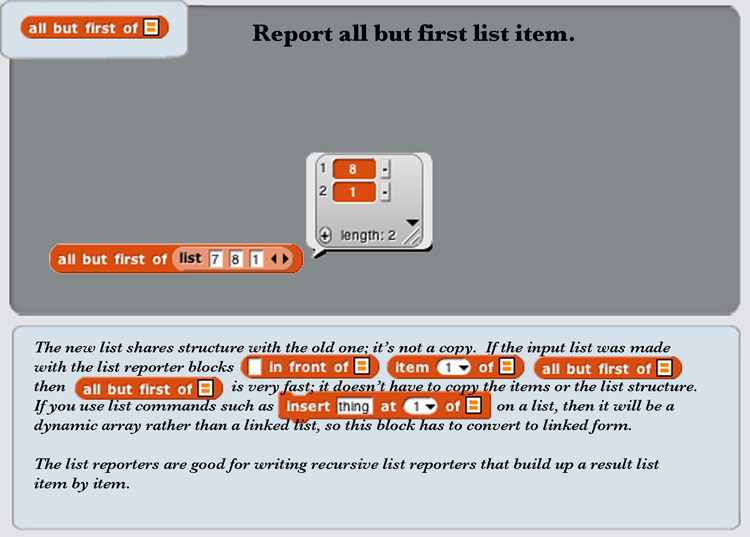 all but first of
Report all but first list item.
1 8 -
2 1 -
+ length: 2
all but first of list 7 8 1
The new list shares structure with the old one; it's not a copy. If the input list was made
with the list reporter blocks in front of item 1 of all but first of
then all but first of is very fast; it doesn't have to copy the items or the list structure.
If you use list commands such as insert thing at 1 of on a list, then it will be a
dynamic array rather than a linked list, so this block has to convert to linked form.
The list reporters are good for writing recursive list reporters that build up a result list
item by item.